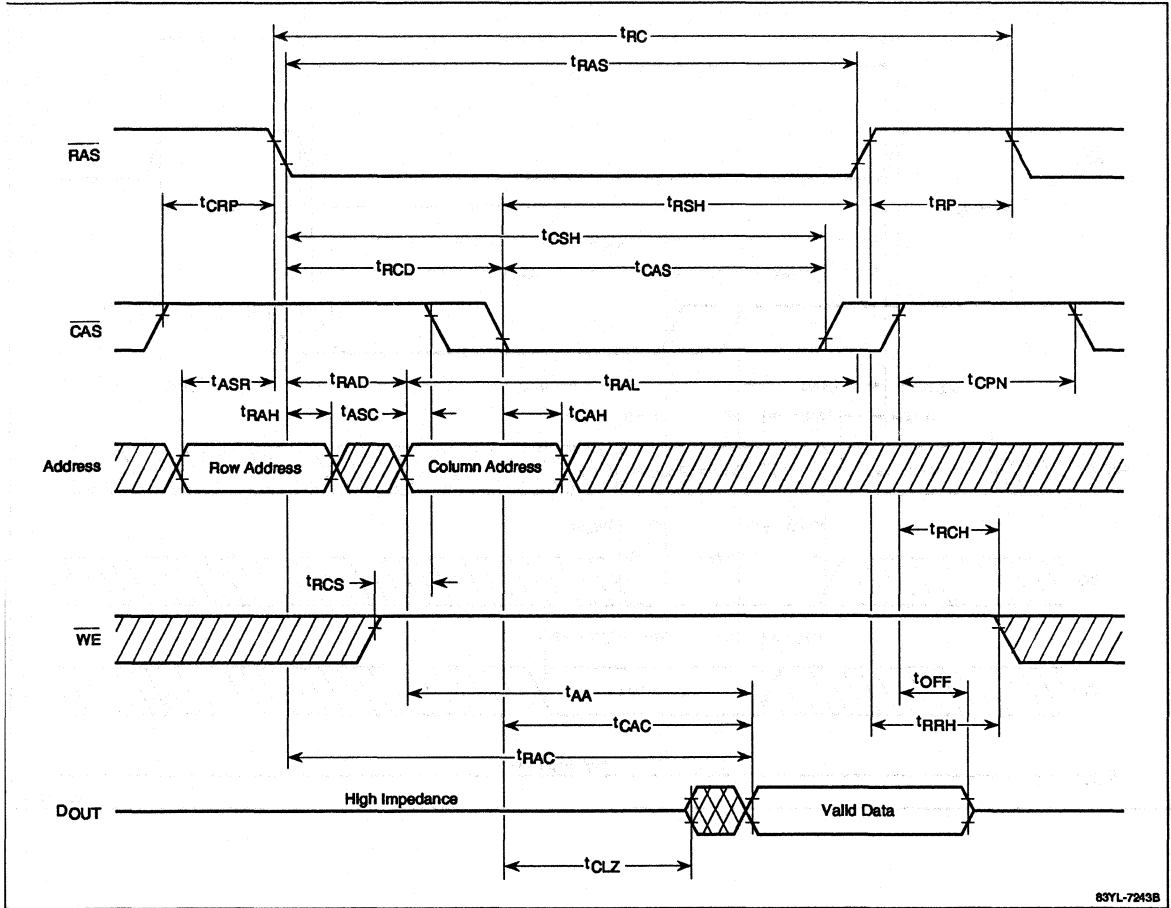 tRC
tRAS
RAS
tCRP
tRSH
tRP
tCSH
tRCD
tCAS
CAS
tASR
tRAD
tRAL
tCPN
tRAH
tASC
tCAH
Address
Row Address
Column Address
tRCH
tRCS
WE
tAA
tOFF
tCAC
tRRH
tRAC
High Impedance
DOUT
Valid Data
tCLZ
83YL-7243B